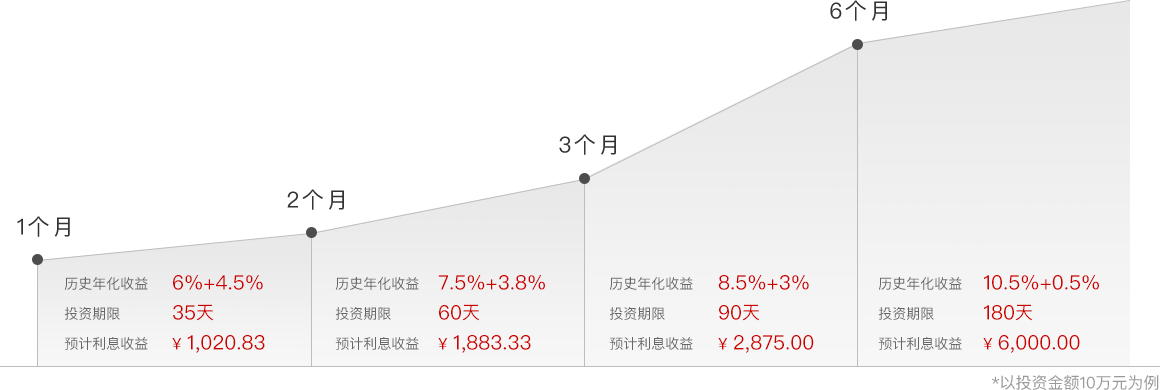 1个月
2个月
3个月
6个月
历史年化收益 6%+4.5%
投资期限 35天
预计利息收益 ¥ 1,020.83
历史年化收益 7.5%+3.8%
投资期限 60天
预计利息收益 ¥ 1,883.33
历史年化收益 8.5%+3%
投资期限 90天
预计利息收益 ¥ 2,875.00
历史年化收益 10.5%+0.5%
投资期限 180天
预计利息收益 ¥ 6,000.00
*以投资金额10万元为例